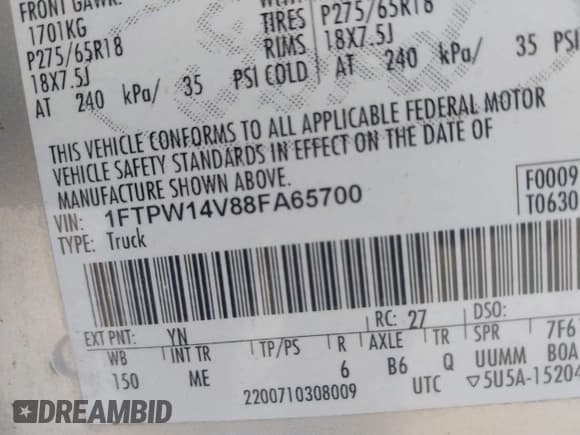 FRONT GAWR:
1701KG
P275/65R18
18X7.5J
AT 240 kPa/ 35 PSI COLD
WITH
TIRES P275/65R18
RIMS 18X7.5J
AT 240 kPa/ 35 PSI
THIS VEHICLE CONFORMS TO ALL APPLICABLE FEDERAL MOTOR
VEHICLE SAFETY STANDARDS IN EFFECT ON THE DATE OF
MANUFACTURE SHOWN ABOVE.
VIN: 1FTPW14V88FA65700
TYPE: Truck
F0009
T0630
EXT PNT: YN RC: 27 DSO:
WB INT TR TP/PS R AXLE TR SPR
150 ME 6 B6 Q UUMM 7F6 BOA
2200710308009 UTC ▽5U5A-15204
DREAMBID